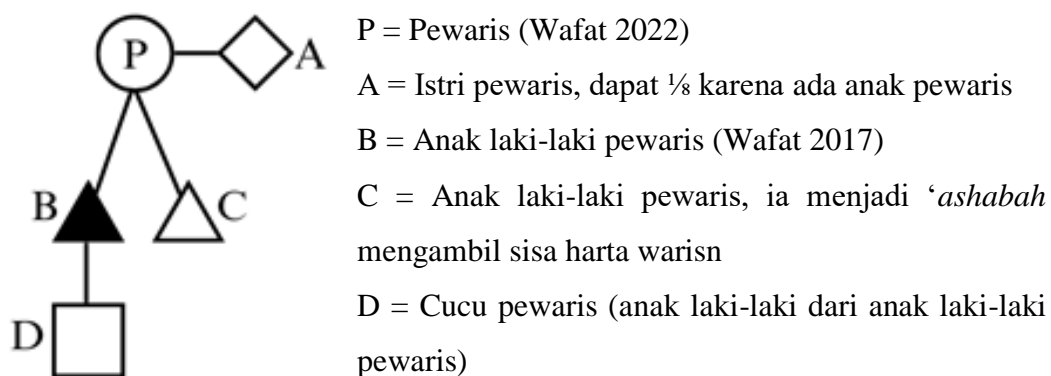 P
A
B
C
D
P = Pewaris (Wafat 2022)
A = Istri pewaris, dapat ⅛ karena ada anak pewaris
B = Anak laki-laki pewaris (Wafat 2017)
C = Anak laki-laki pewaris, ia menjadi ‘ashabah
mengambil sisa harta warisn
D = Cucu pewaris (anak laki-laki dari anak laki-laki
pewaris)